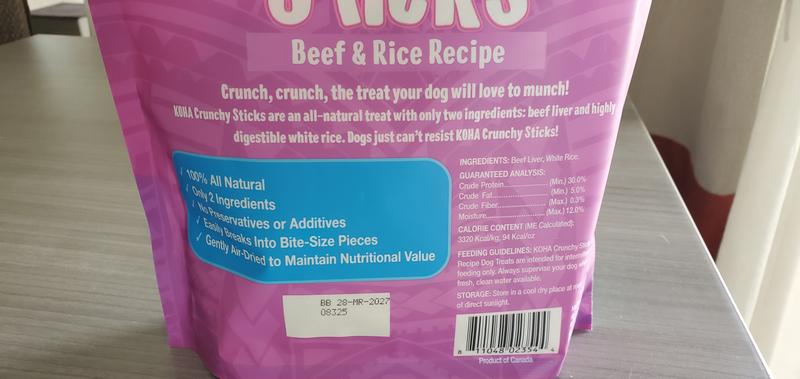 STICKS
Beef & Rice Recipe
Crunch, crunch, the treat your dog will love to munch!
KOHA Crunchy Sticks are an all-natural treat with only two ingredients: beef liver and highly
digestible white rice. Dogs just can't resist KOHA Crunchy Sticks!
✓ 100% All Natural
✓ Only 2 Ingredients
✓ No Preservatives or Additives
✓ Easily Breaks Into Bite-Size Pieces
✓ Gently Air-Dried to Maintain Nutritional Value
INGREDIENTS: Beef Liver, White Rice.
GUARANTEED ANALYSIS:
Crude Protein (Min.) 30.0%
Crude Fat (Min.) 5.0%
Crude Fiber (Max.) 0.3%
Moisture (Max.) 12.0%
CALORIE CONTENT (ME Calculated):
3320 Kcal/kg, 94 Kcal/oz
FEEDING GUIDELINES: KOHA Crunchy
Recipe Dog Treats are intended for
feeding only. Always supervise your dog
fresh, clean water available.
STORAGE: Store in a cool dry place
of direct sunlight.
BB 28-MR-2027
08325
8 11048 02354 4
Product of Canada